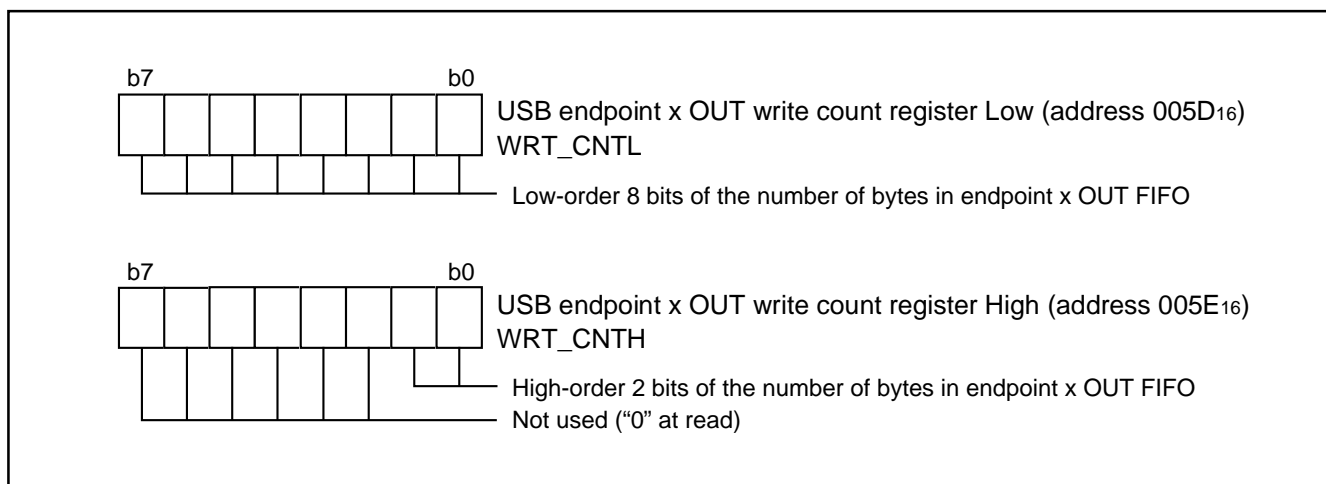 b7 b0
USB endpoint x OUT write count register Low (address 005D16)
WRT_CNTL
Low-order 8 bits of the number of bytes in endpoint x OUT FIFO
b7 b0
USB endpoint x OUT write count register High (address 005E16)
WRT_CNTH
High-order 2 bits of the number of bytes in endpoint x OUT FIFO
Not used (“0” at read)